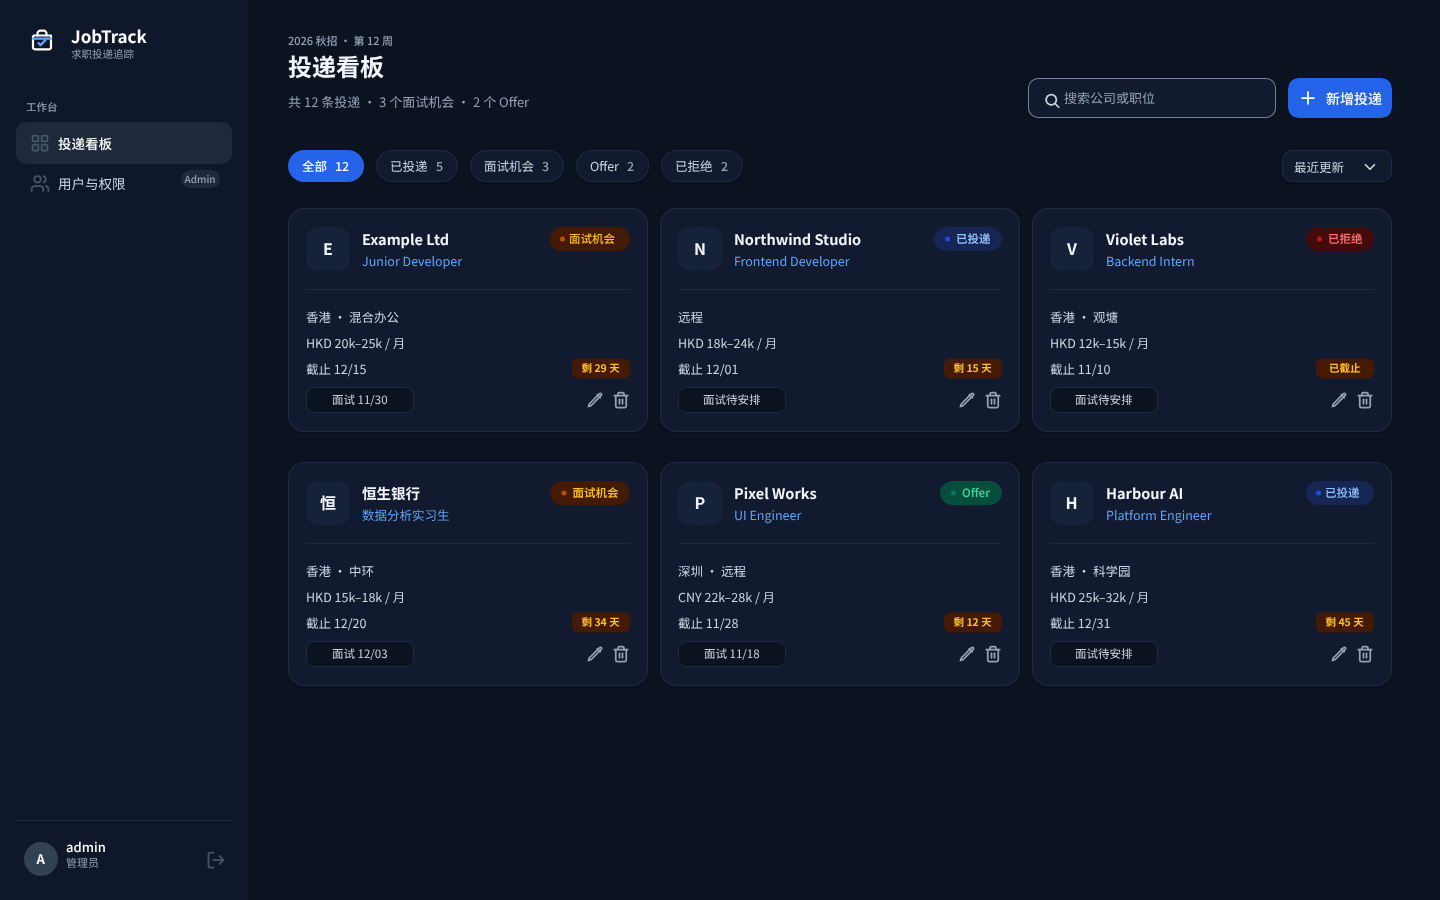 JobTrack
求职投递追踪
工作台
投递看板
用户与权限 Admin
A admin
管理员
2026 秋招 · 第 12 周
投递看板
共 12 条投递 · 3 个面试机会 · 2 个 Offer
搜索公司或职位
新增投递
全部 12 已投递 5 面试机会 3 Offer 2 已拒绝 2
最近更新
E Example Ltd 面试机会
Junior Developer
香港 · 混合办公
HKD 20k–25k / 月
截止 12/15 剩 29 天
面试 11/30
N Northwind Studio 已投递
Frontend Developer
远程
HKD 18k–24k / 月
截止 12/01 剩 15 天
面试待安排
V Violet Labs 已拒绝
Backend Intern
香港 · 观塘
HKD 12k–15k / 月
截止 11/10 已截止
面试待安排
恒 恒生银行 面试机会
数据分析实习生
香港 · 中环
HKD 15k–18k / 月
截止 12/20 剩 34 天
面试 12/03
P Pixel Works Offer
UI Engineer
深圳 · 远程
CNY 22k–28k / 月
截止 11/28 剩 12 天
面试 11/18
H Harbour AI 已投递
Platform Engineer
香港 · 科学园
HKD 25k–32k / 月
截止 12/31 剩 45 天
面试待安排